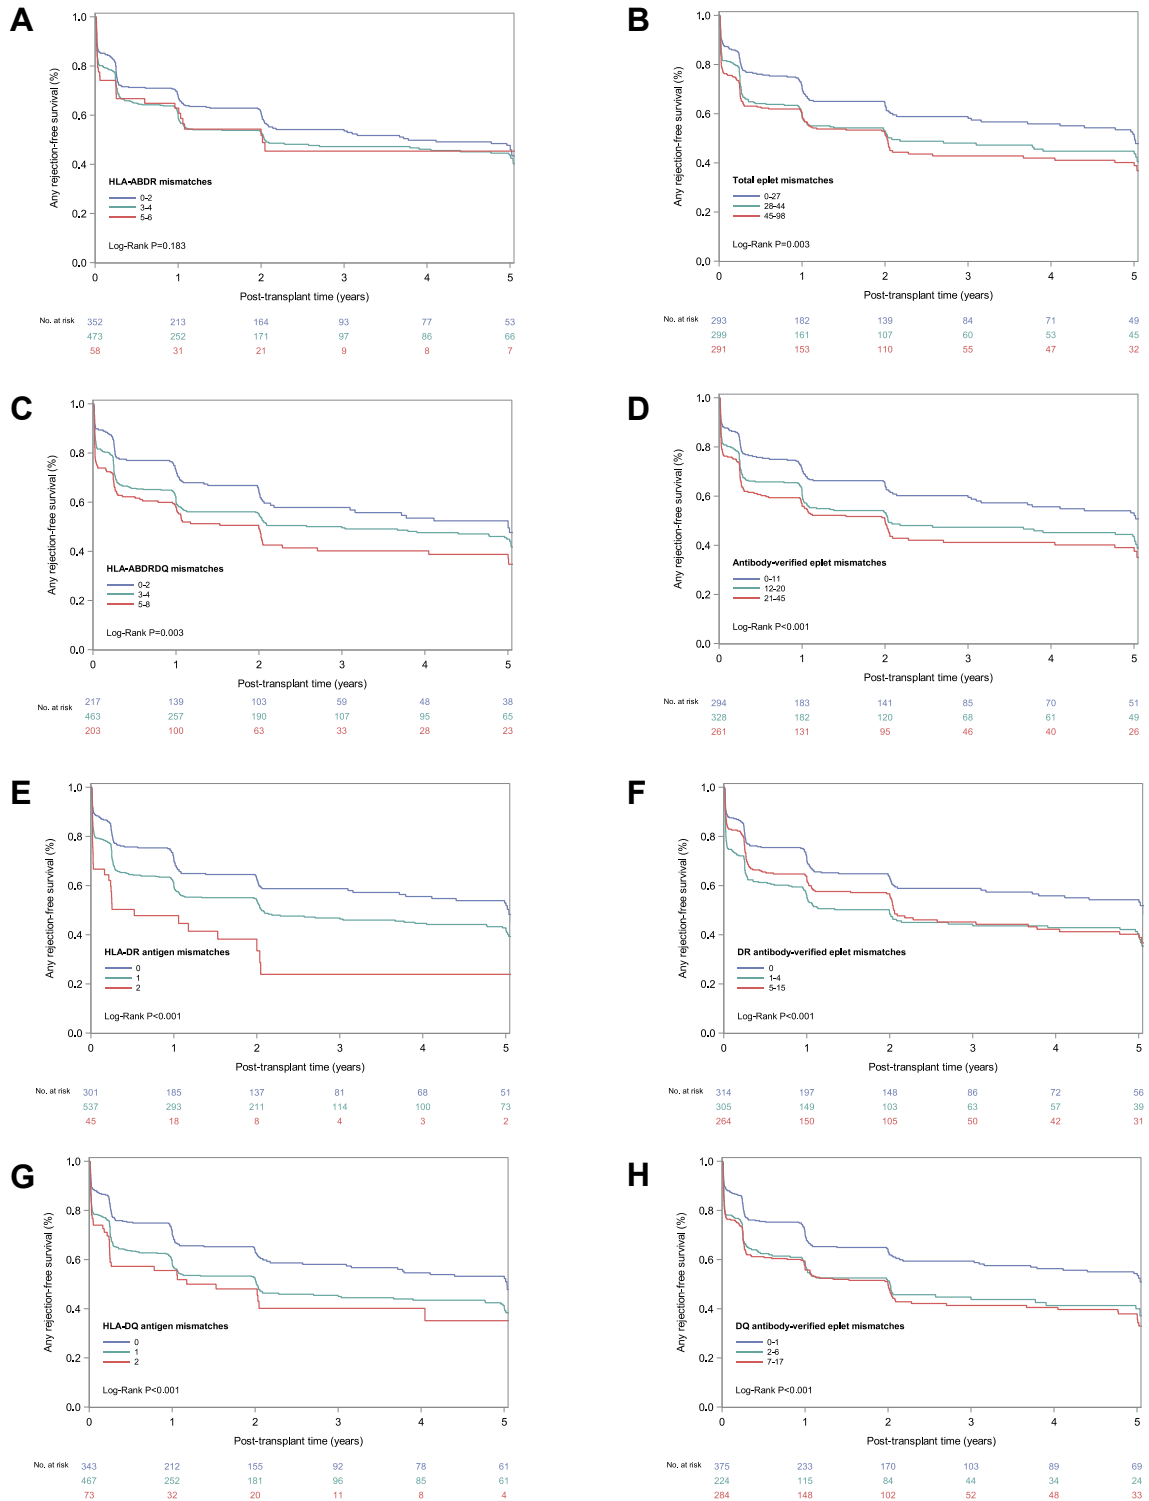 A
Any rejection-free survival (%)
1.0
0.8
0.6
0.4
0.2
0.0
HLA-ABDR mismatches
0-2
3-4
5-6
Log-Rank P=0.183
0 1 2 3 4 5
Post-transplant time (years)
No. at risk 352 213 164 93 77 53
473 252 171 97 86 66
58 31 21 9 8 7
B
Any rejection-free survival (%)
1.0
0.8
0.6
0.4
0.2
0.0
Total eplet mismatches
0-27
28-44
45-98
Log-Rank P=0.003
0 1 2 3 4 5
Post-transplant time (years)
No. at risk 293 182 139 84 71 49
299 161 107 60 53 45
291 153 110 55 47 32
C
Any rejection-free survival (%)
1.0
0.8
0.6
0.4
0.2
0.0
HLA-ABDRDQ mismatches
0-2
3-4
5-8
Log-Rank P=0.003
0 1 2 3 4 5
Post-transplant time (years)
No. at risk 217 139 103 59 48 38
463 257 190 107 95 65
203 100 63 33 28 23
D
Any rejection-free survival (%)
1.0
0.8
0.6
0.4
0.2
0.0
Antibody-verified eplet mismatches
0-11
12-20
21-45
Log-Rank P<0.001
0 1 2 3 4 5
Post-transplant time (years)
No. at risk 294 183 141 85 70 51
328 182 120 68 61 49
261 131 95 46 40 26
E
Any rejection-free survival (%)
1.0
0.8
0.6
0.4
0.2
0.0
HLA-DR antigen mismatches
0
1
2
Log-Rank P<0.001
0 1 2 3 4 5
Post-transplant time (years)
No. at risk 301 185 137 81 68 51
537 293 211 114 100 73
45 18 8 4 3 2
F
Any rejection-free survival (%)
1.0
0.8
0.6
0.4
0.2
0.0
DR antibody-verified eplet mismatches
0
1-4
5-15
Log-Rank P<0.001
0 1 2 3 4 5
Post-transplant time (years)
No. at risk 314 197 148 86 72 56
305 149 103 63 57 39
264 150 105 50 42 31
G
Any rejection-free survival (%)
1.0
0.8
0.6
0.4
0.2
0.0
HLA-DQ antigen mismatches
0
1
2
Log-Rank P<0.001
0 1 2 3 4 5
Post-transplant time (years)
No. at risk 343 212 155 92 78 61
467 252 181 96 85 61
73 32 20 11 8 4
H
Any rejection-free survival (%)
1.0
0.8
0.6
0.4
0.2
0.0
DQ antibody-verified eplet mismatches
0-1
2-6
7-17
Log-Rank P<0.001
0 1 2 3 4 5
Post-transplant time (years)
No. at risk 375 233 170 103 89 69
224 115 84 44 34 24
284 148 102 52 48 33